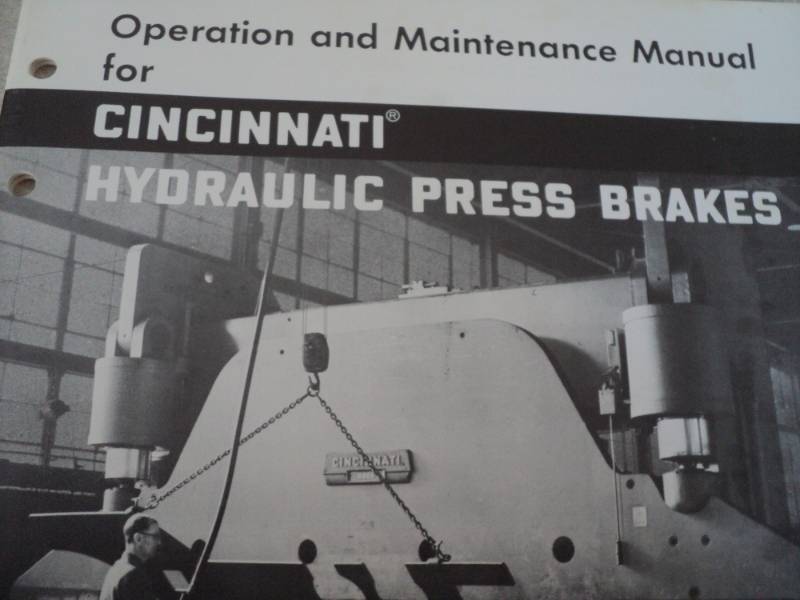 Operation and Maintenance Manual
for
CINCINNATI®
HYDRAULIC PRESS BRAKES
CINCINNATI